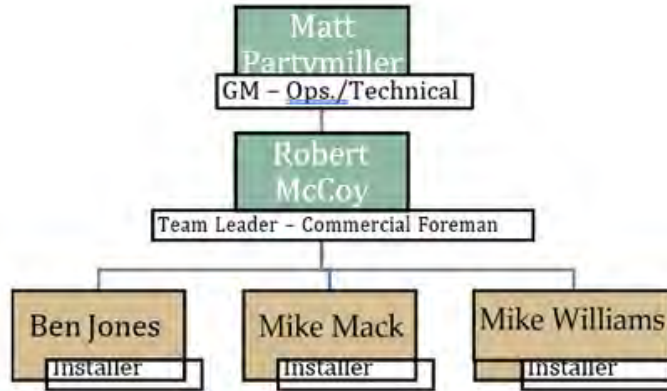 Matt
Partymiller
GM – Ops./Technical
Robert
McCoy
Team Leader – Commercial Foreman
Ben Jones
Mike Mack
Mike Williams
Installer
Installer
Installer